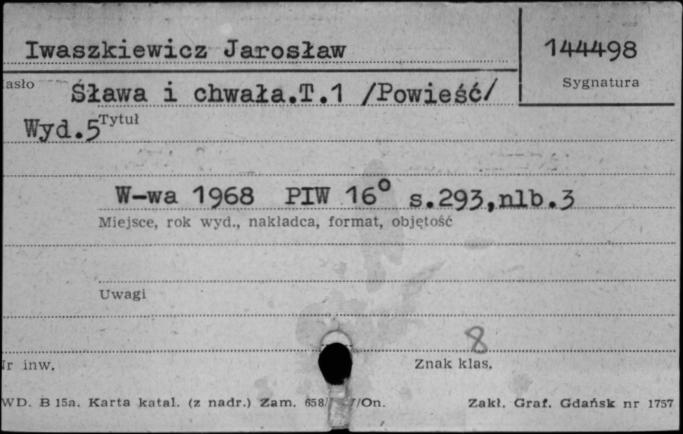 Iwaszkiewicz Jarosław 144498
asło Sława i chwała.T.1 /Powieść/ Sygnatura
Wyd.5 Tytuł
W-wa 1968 PIW 16° s.293,nlb.3
Miejsce, rok wyd., nakładca, format, objętość
Uwagi
8
r inw. Znak klas.
WD. B 15a. Karta katal. (z nadr.) Zam. 658/ /On. Zakł. Graf. Gdańsk nr 1757